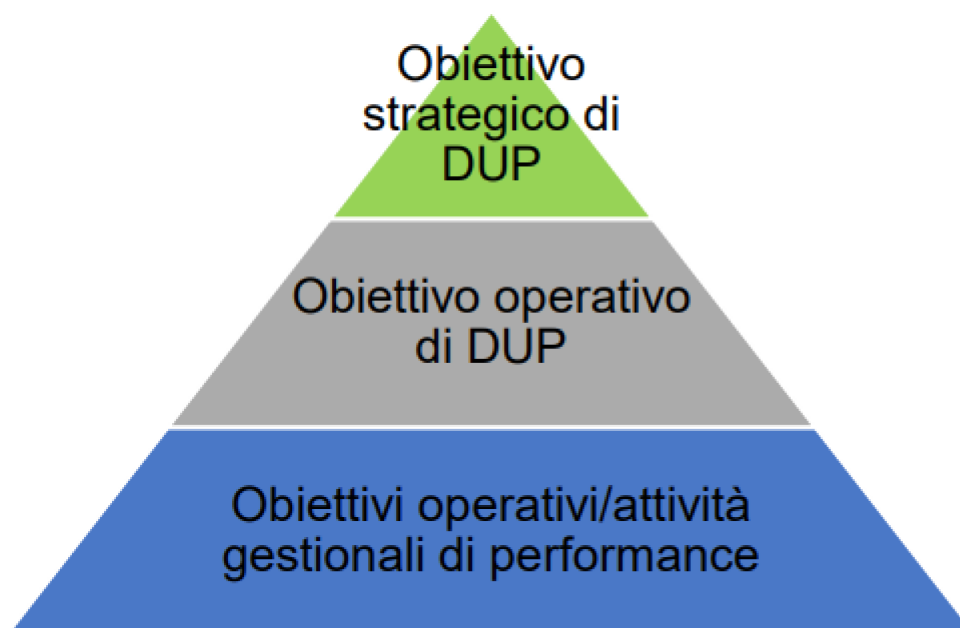 Obiettivo
strategico di
DUP
Obiettivo operativo
di DUP
Obiettivi operativi/attività
gestionali di performance